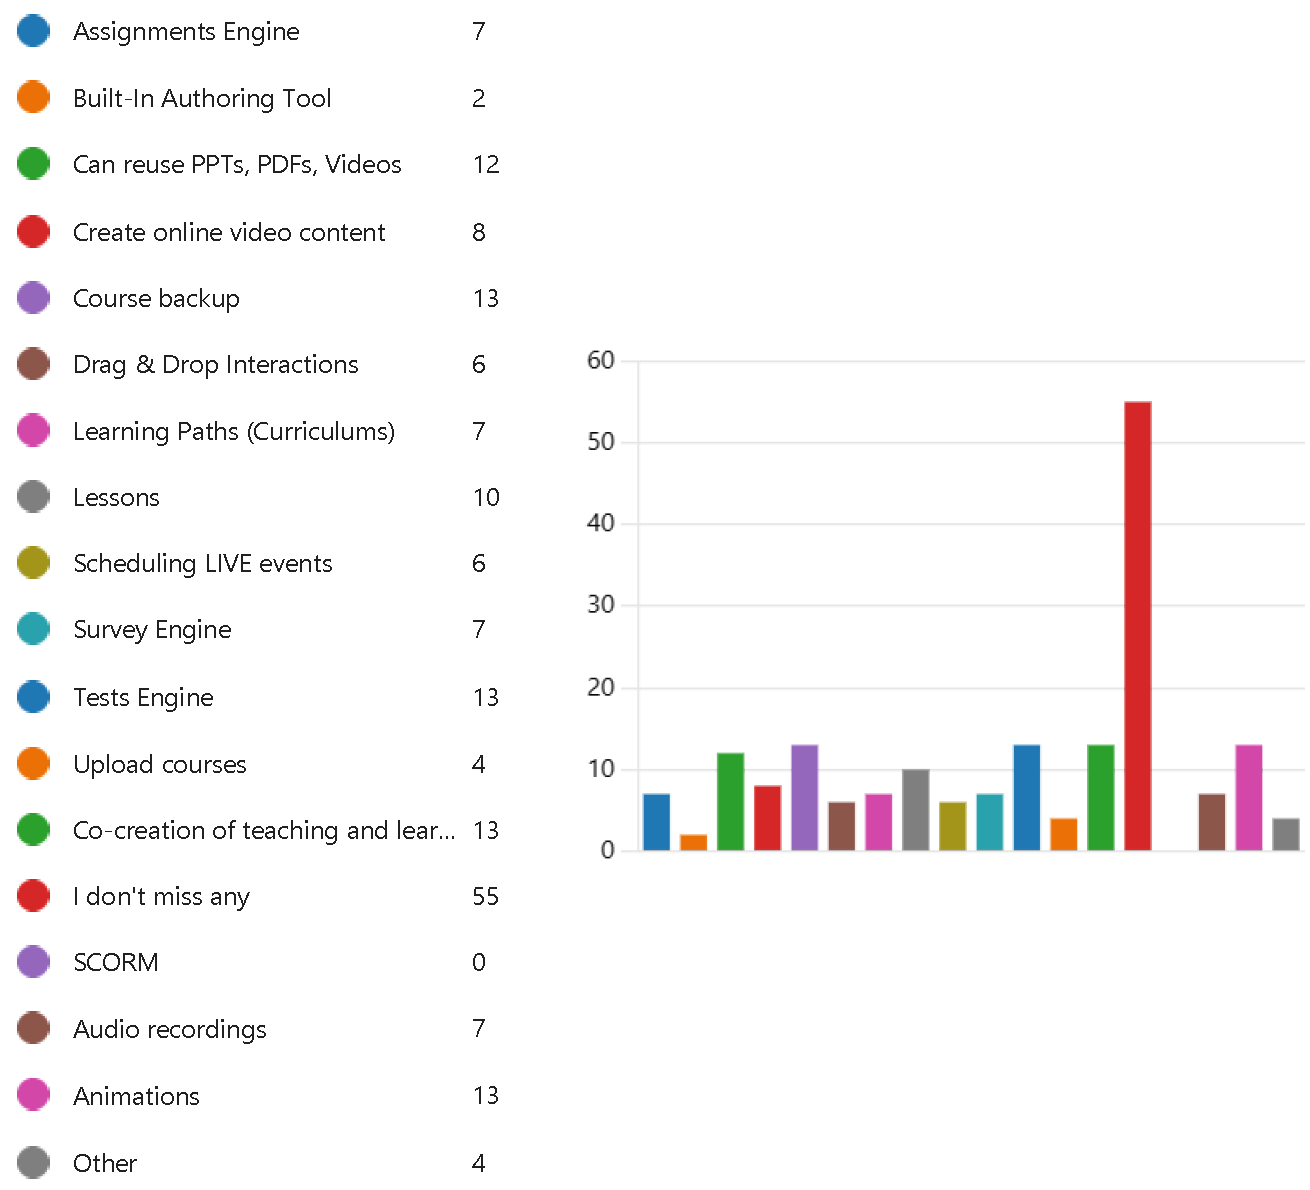 Assignments Engine 7
Built-In Authoring Tool 2
Can reuse PPTs, PDFs, Videos 12
Create online video content 8
Course backup 13
Drag & Drop Interactions 6
Learning Paths (Curriculums) 7
Lessons 10
Scheduling LIVE events 6
Survey Engine 7
Tests Engine 13
Upload courses 4
Co-creation of teaching and lear... 13
I don't miss any 55
SCORM 0
Audio recordings 7
Animations 13
Other 4
60
50
40
30
20
10
0